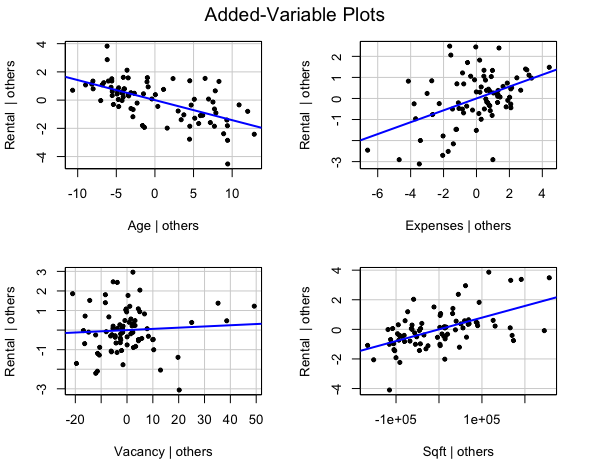 Added-Variable Plots
4
2
0
-2
-4
Rental | others
-10 -5 0 5 10
Age | others
2
1
0
-1
-3
Rental | others
-6 -4 -2 0 2 4
Expenses | others
3
2
1
-1
-3
Rental | others
-20 0 10 20 30 40 50
Vacancy | others
4
2
0
-2
-4
Rental | others
-1e+05 1e+05
Sqft | others